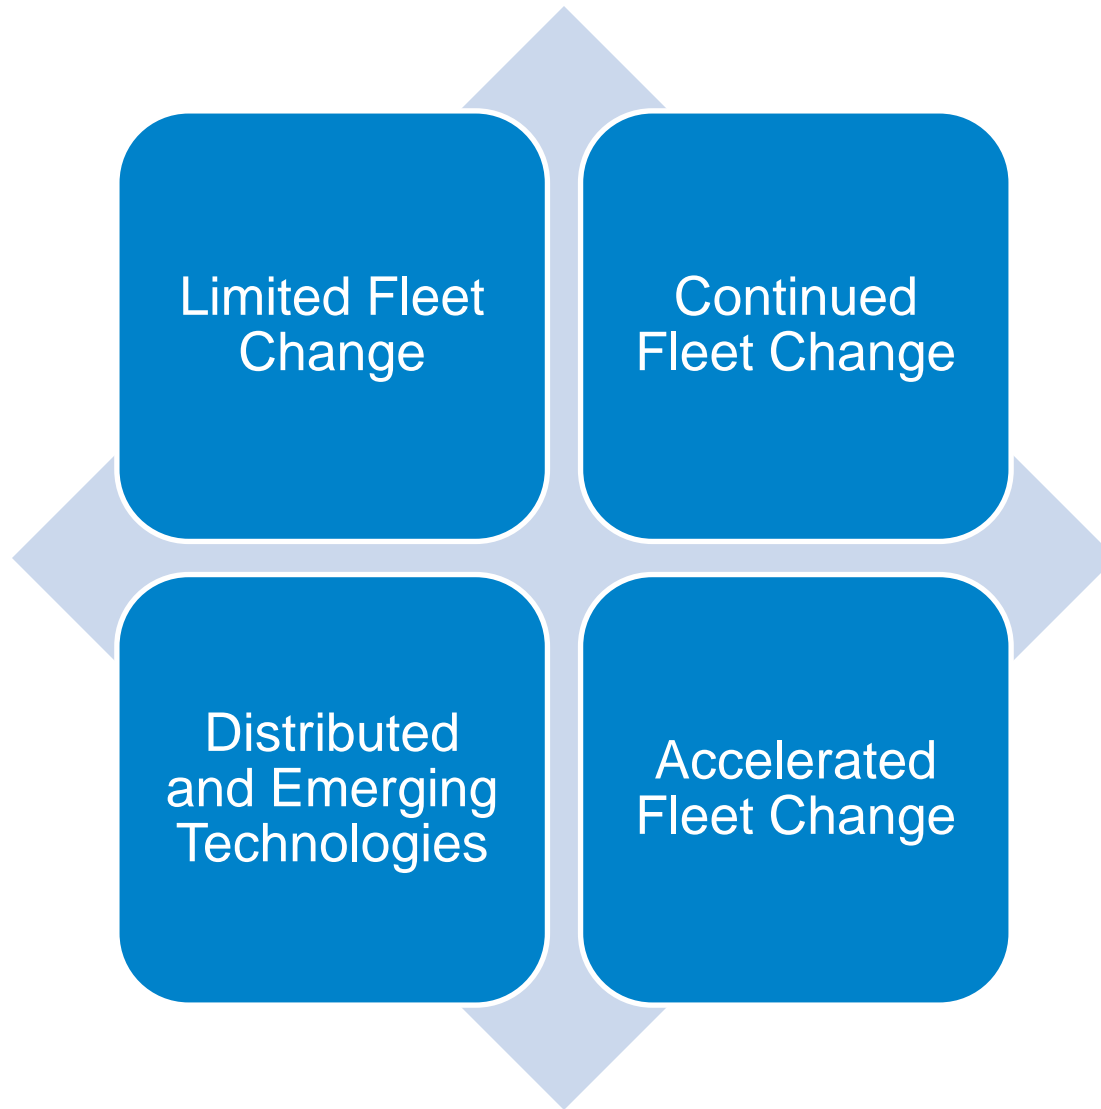 Limited Fleet
Change
Continued
Fleet Change
Distributed
and Emerging
Technologies
Accelerated
Fleet Change